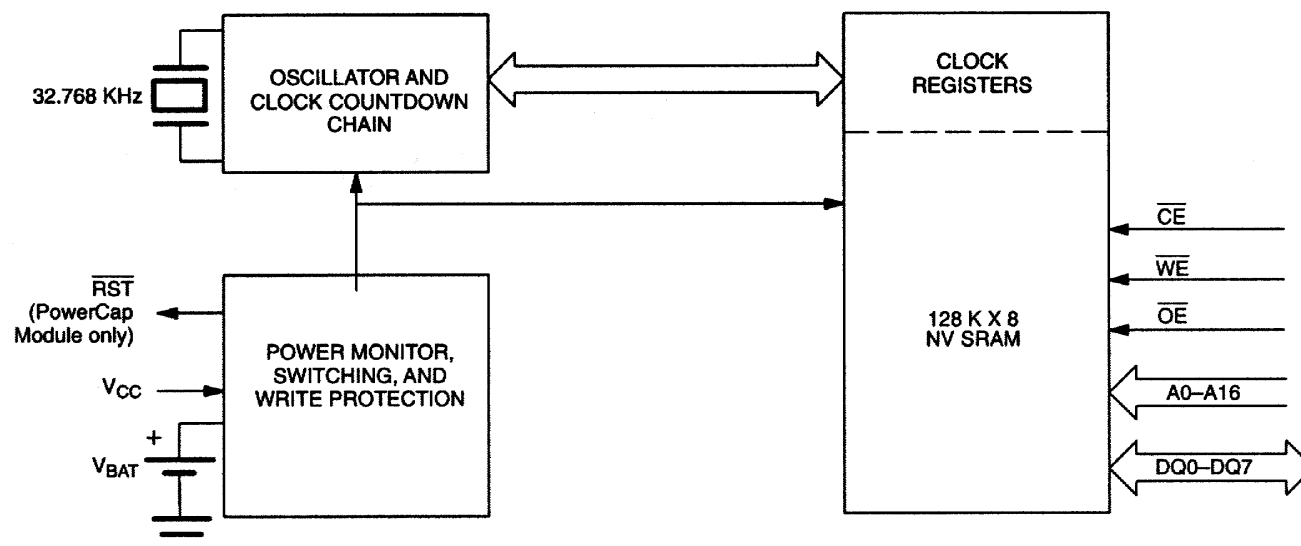 32.768 KHz
OSCILLATOR AND
CLOCK COUNTDOWN
CHAIN
CLOCK
REGISTERS
RST
(PowerCap
Module only)
VCC
+
VBAT
POWER MONITOR,
SWITCHING, AND
WRITE PROTECTION
128 K X 8
NV SRAM
CE
WE
OE
A0–A16
DQ0–DQ7